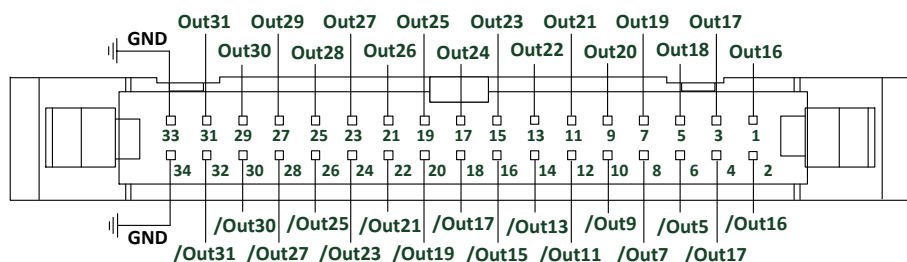 Out31 Out29 Out27 Out25 Out23 Out21 Out19 Out17
GND Out30 Out28 Out26 Out24 Out22 Out20 Out18 Out16
33 31 29 27 25 23 21 19 17 15 13 11 9 7 5 3 1
34 32 30 28 26 24 22 20 18 16 14 12 10 8 6 4 2
GND /Out30 /Out25 /Out21 /Out17 /Out13 /Out9 /Out5 /Out16
/Out31 /Out27 /Out23 /Out19 /Out15 /Out11 /Out7 /Out17